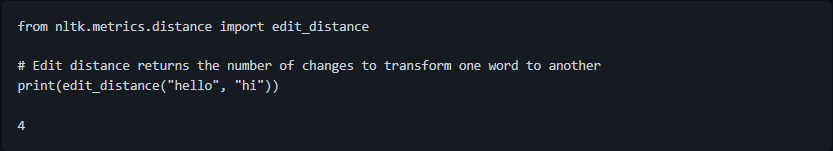 from nltk.metrics.distance import edit_distance
# Edit distance returns the number of changes to transform one word to another
print(edit_distance("hello", "hi"))
4